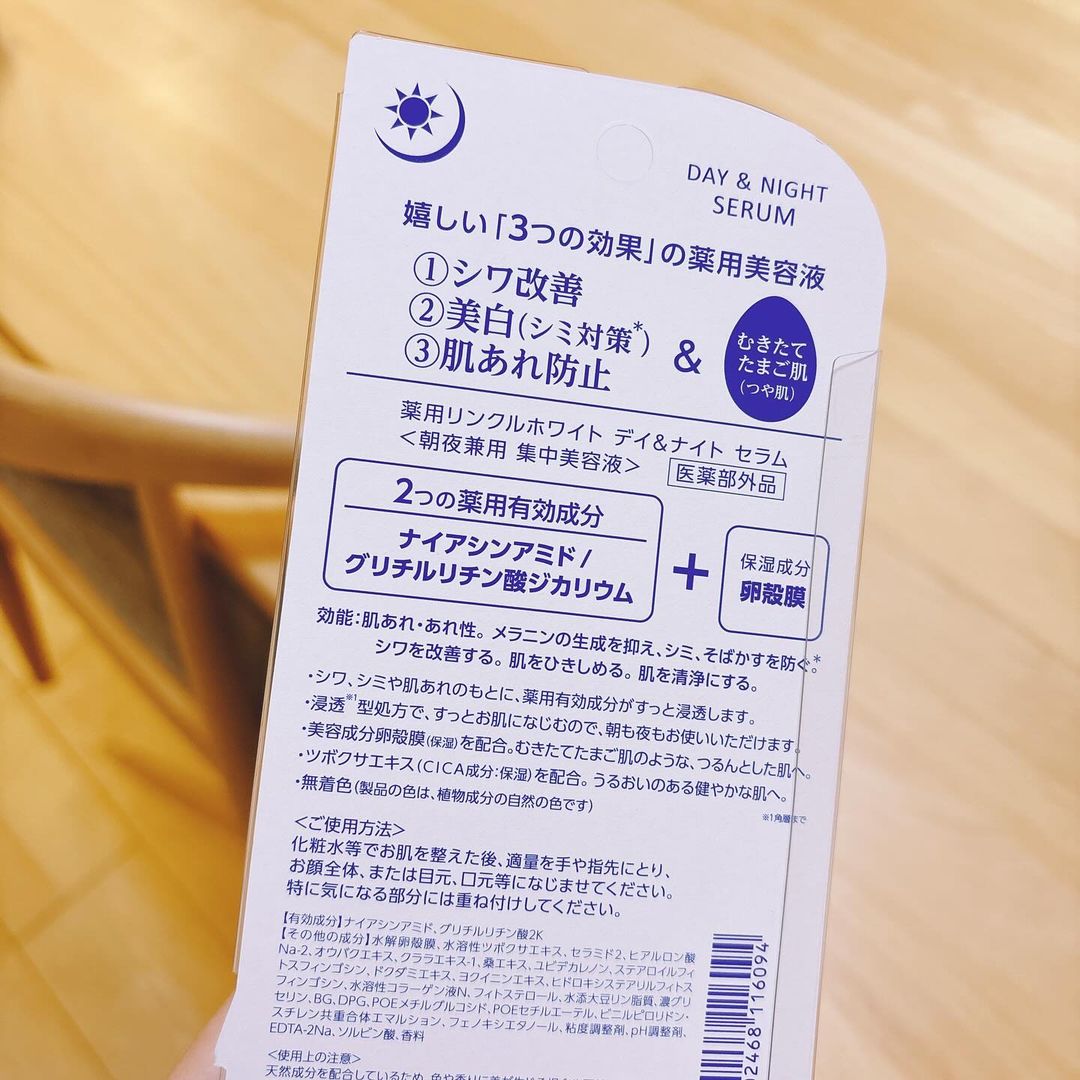 DAY & NIGHT
SERUM
嬉しい「3つの効果」の薬用美容液
①シワ改善
②美白(シミ対策*)
③肌あれ防止
&
むきたて
たまご肌
(つや肌)
薬用リンクルホワイト デイ&ナイト セラム
<朝夜兼用 集中美容液> 医薬部外品
2つの薬用有効成分
ナイアシンアミド/
グリチルリチン酸ジカリウム
+
保湿成分
卵殻膜
効能:肌あれ・あれ性。メラニンの生成を抑え、シミ、そばかすを防ぐ。*
シワを改善する。肌をひきしめる。肌を清浄にする。
・シワ、シミや肌あれのもとに、薬用有効成分がすっと浸透します。
・浸透※1型処方で、すっとお肌になじむので、朝も夜もお使いいただけます。
・美容成分卵殻膜(保湿)を配合。むきたてたまご肌のような、つるんとした肌へ。
・ツボクサエキス(CICA成分:保湿)を配合。うるおいのある健やかな肌へ。
・無着色(製品の色は、植物成分の自然の色です)
※1角層まで
<ご使用方法>
化粧水等でお肌を整えた後、適量を手や指先にとり、
お顔全体、または目元、口元等になじませてください。
特に気になる部分には重ね付けしてください。
【有効成分】ナイアシンアミド、グリチルリチン酸2K
【その他の成分】水解卵殻膜、水溶性ツボクサエキス、セラミド2、ヒアルロン酸
Na-2、オウバクエキス、クララエキス-1、桑エキス、ユビデカレノン、ステアロイルフィ
トスフィンゴシン、ドクダミエキス、ヨクイニンエキス、ヒドロキシステアリルフィトス
フィンゴシン、水溶性コラーゲン液N、フィトステロール、水添大豆リン脂質、濃グリ
セリン、BG、DPG、POEメチルグルコシド、POEセチルエーテル、ビニルピロリドン・
スチレン共重合体エマルション、フェノキシエタノール、粘度調整剤、pH調整剤、
EDTA-2Na、ソルビン酸、香料
<使用上の注意>
天然成分を配合しているため、色や香りに差が生じる場合
02468 116094